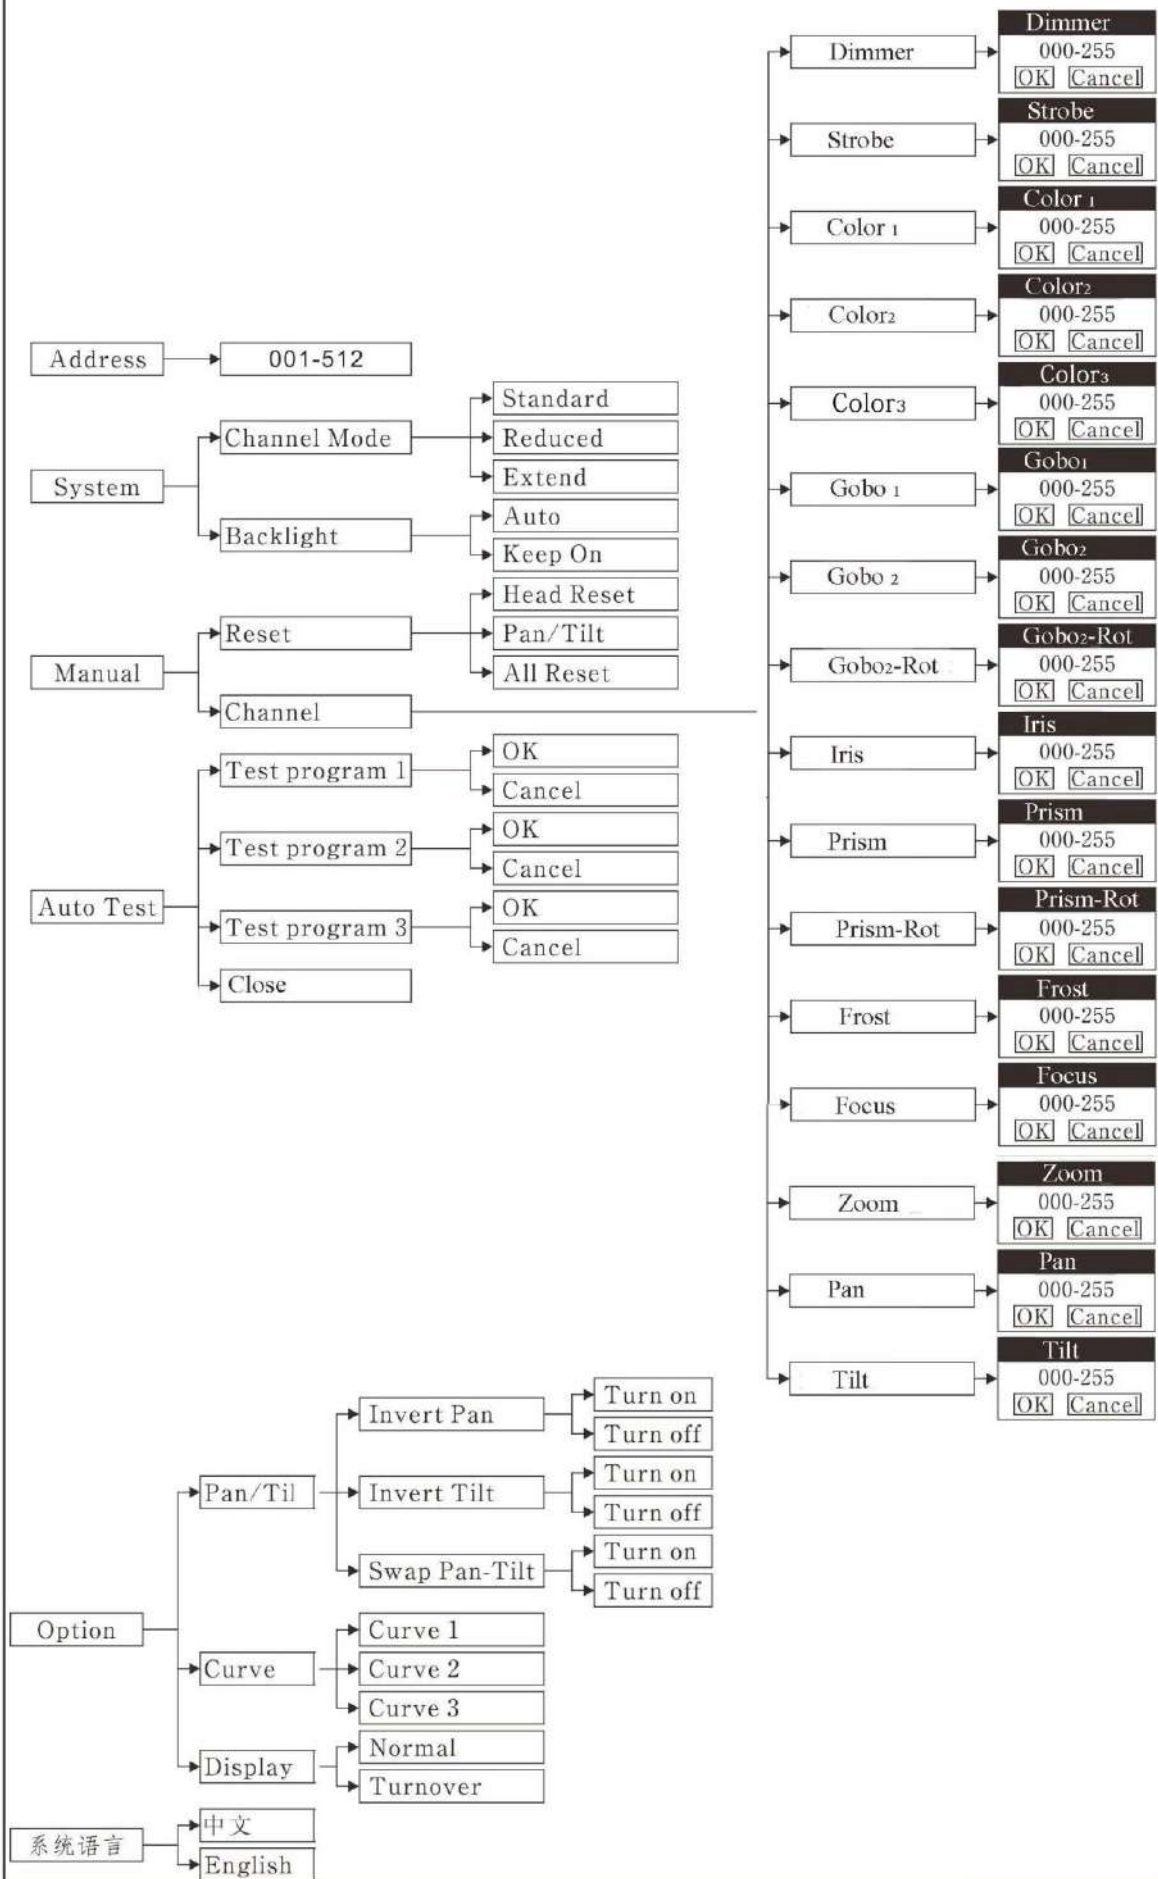 Address
001-512
System
Channel Mode
Standard
Reduced
Extend
Backlight
Auto
Keep On
Manual
Reset
Head Reset
Pan/Tilt
All Reset
Channel
Dimmer
Dimmer
000-255
OK Cancel
Strobe
Strobe
000-255
OK Cancel
Color 1
Color 1
000-255
OK Cancel
Color2
Color2
000-255
OK Cancel
Color3
Color3
000-255
OK Cancel
Gobo 1
Gobo1
000-255
OK Cancel
Gobo 2
Gobo2
000-255
OK Cancel
Gobo2-Rot
Gobo2-Rot
000-255
OK Cancel
Iris
Iris
000-255
OK Cancel
Prism
Prism
000-255
OK Cancel
Prism-Rot
Prism-Rot
000-255
OK Cancel
Frost
Frost
000-255
OK Cancel
Focus
Focus
000-255
OK Cancel
Zoom
Zoom
000-255
OK Cancel
Pan
Pan
000-255
OK Cancel
Tilt
Tilt
000-255
OK Cancel
Auto Test
Test program 1
OK
Cancel
Test program 2
OK
Cancel
Test program 3
OK
Cancel
Close
Option
Pan/Til
Invert Pan
Turn on
Turn off
Invert Tilt
Turn on
Turn off
Swap Pan-Tilt
Turn on
Turn off
Curve
Curve 1
Curve 2
Curve 3
Display
Normal
Turnover
系统语言
中文
English